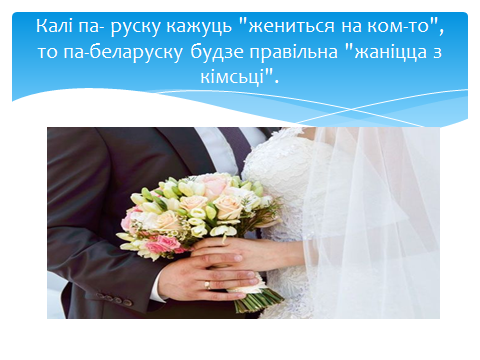 Калі па- руску кажуць "жениться на ком-то",
то па-беларуску будзе правільна "жаніцца з
кімсьці".